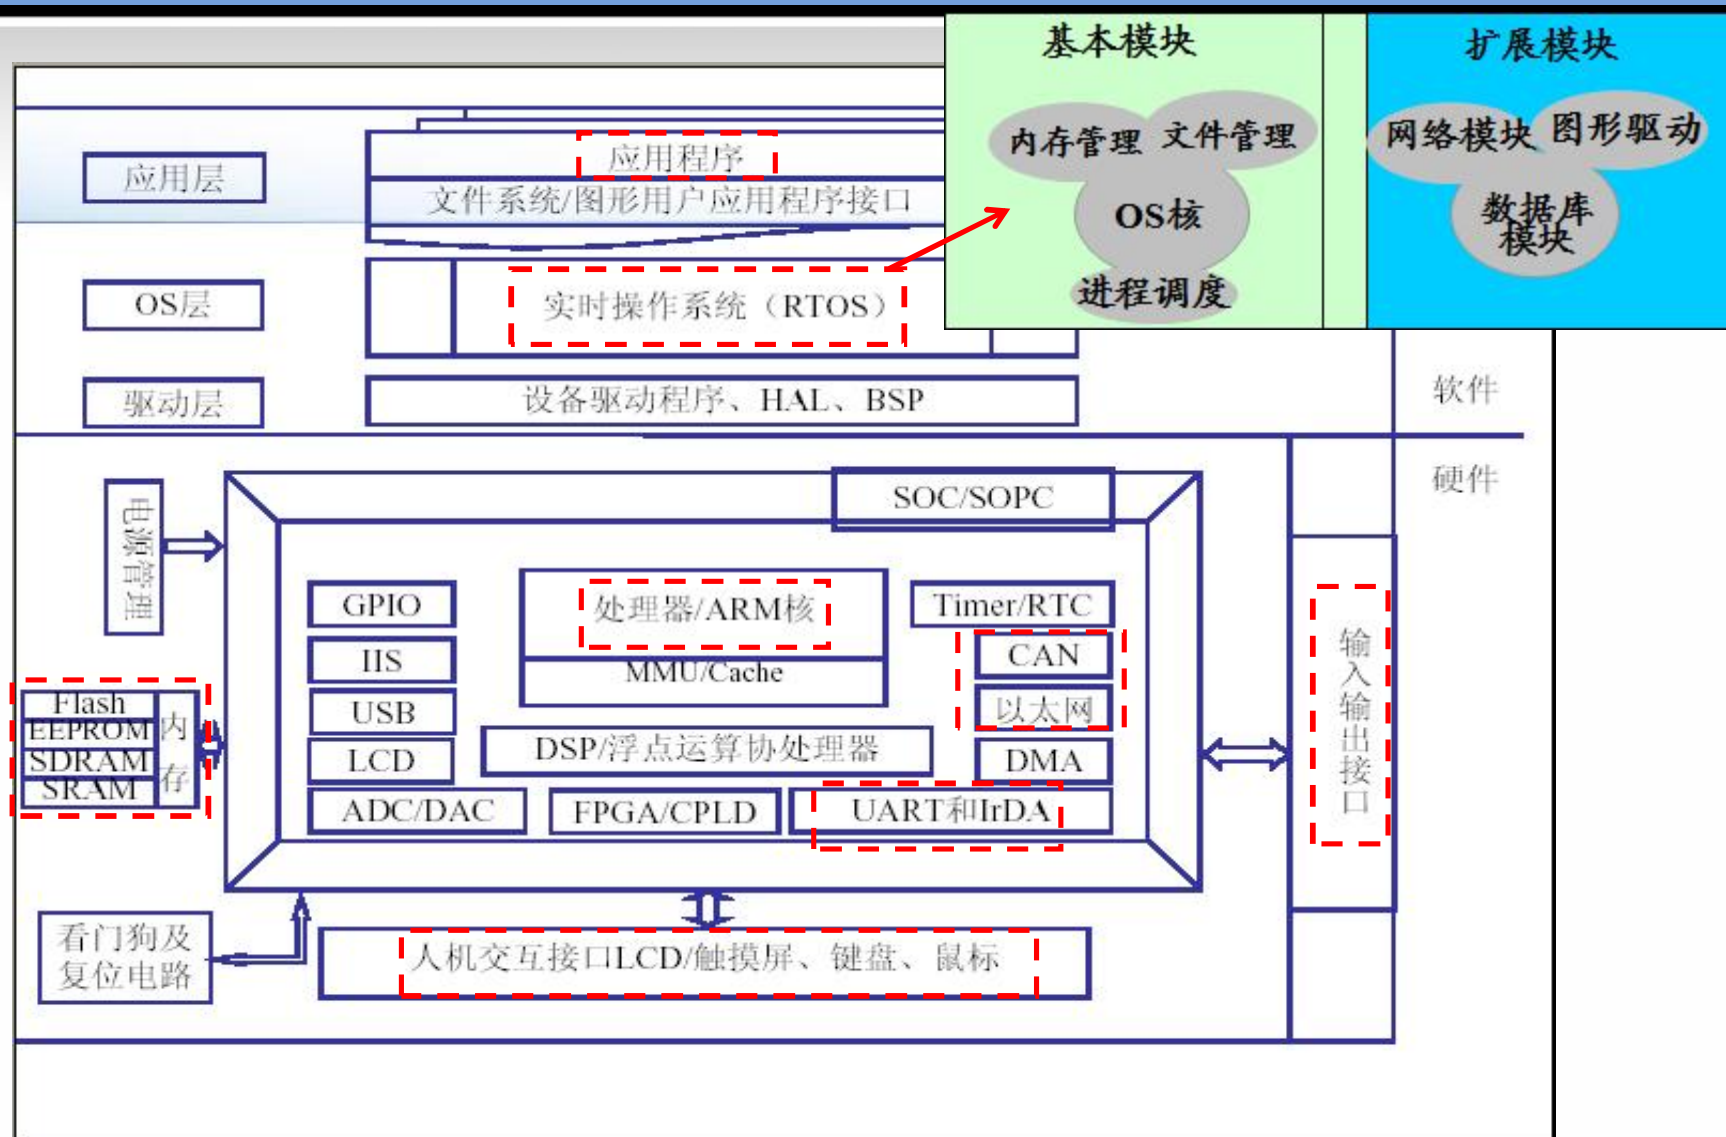 基本模块
扩展模块
内存管理
文件管理
网络模块
图形驱动
OS核
数据库
模块
进程调度
应用层
应用程序
文件系统/图形用户应用程序接口
OS层
实时操作系统（RTOS）
驱动层
设备驱动程序、HAL、BSP
软件
硬件
电源管理
SOC/SOPC
GPIO
处理器/ARM核
Timer/RTC
IIS
MMU/Cache
CAN
USB
以太网
LCD
DSP/浮点运算协处理器
DMA
ADC/DAC
FPGA/CPLD
UART和IrDA
Flash
EEPROM
SDRAM
SRAM
内存
输入输出接口
看门狗及
复位电路
人机交互接口LCD/触摸屏、键盘、鼠标